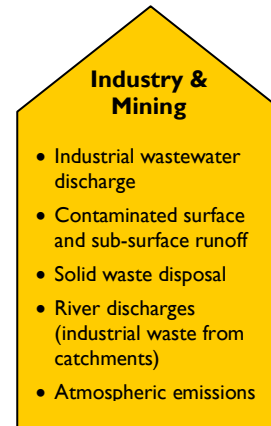 Industry &
Mining
• Industrial wastewater
discharge
• Contaminated surface
and sub-surface runoff
• Solid waste disposal
• River discharges
(industrial waste from
catchments)
• Atmospheric emissions